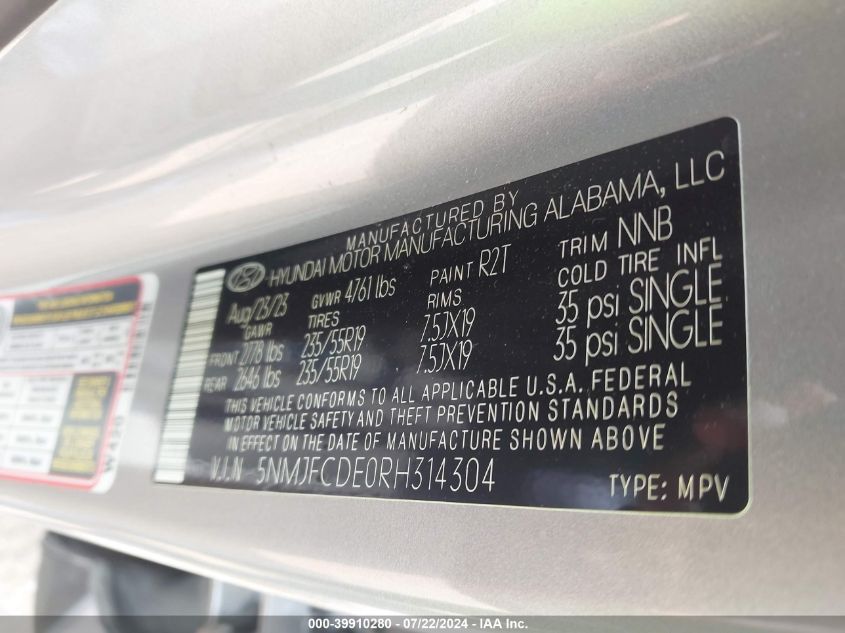 MANUFACTURED BY
HYUNDAI MOTOR MANUFACTURING ALABAMA, LLC
Aug/23/23 GVWR 4761 lbs PAINT R2T TRIM NNB
GAWR TIRES RIMS COLD TIRE INFL
FRONT 2778 lbs 235/55R19 7.5JX19 35 psi SINGLE
REAR 2646 lbs 235/55R19 7.5JX19 35 psi SINGLE
THIS VEHICLE CONFORMS TO ALL APPLICABLE U.S.A. FEDERAL
MOTOR VEHICLE SAFETY AND THEFT PREVENTION STANDARDS
IN EFFECT ON THE DATE OF MANUFACTURE SHOWN ABOVE
V.I.N 5NMJFCDE0RH314304
TYPE: MPV
000-39910280 - 07/22/2024 - IAA Inc.